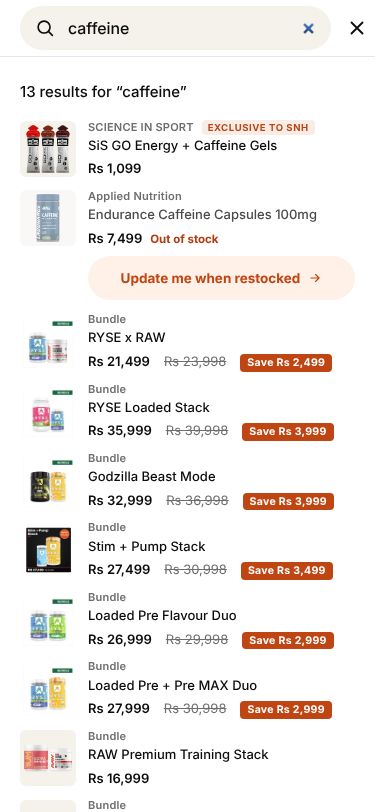 caffeine
13 results for “caffeine”
SCIENCE IN SPORT EXCLUSIVE TO SNH
SiS GO Energy + Caffeine Gels
Rs 1,099
Applied Nutrition
Endurance Caffeine Capsules 100mg
Rs 7,499 Out of stock
Update me when restocked →
Bundle
RYSE x RAW
Rs 21,499 Rs 23,998 Save Rs 2,499
Bundle
RYSE Loaded Stack
Rs 35,999 Rs 39,998 Save Rs 3,999
Bundle
Godzilla Beast Mode
Rs 32,999 Rs 36,998 Save Rs 3,999
Bundle
Stim + Pump Stack
Rs 27,499 Rs 30,998 Save Rs 3,499
Bundle
Loaded Pre Flavour Duo
Rs 26,999 Rs 29,998 Save Rs 2,999
Bundle
Loaded Pre + Pre MAX Duo
Rs 27,999 Rs 30,998 Save Rs 2,999
Bundle
RAW Premium Training Stack
Rs 16,999
Bundle